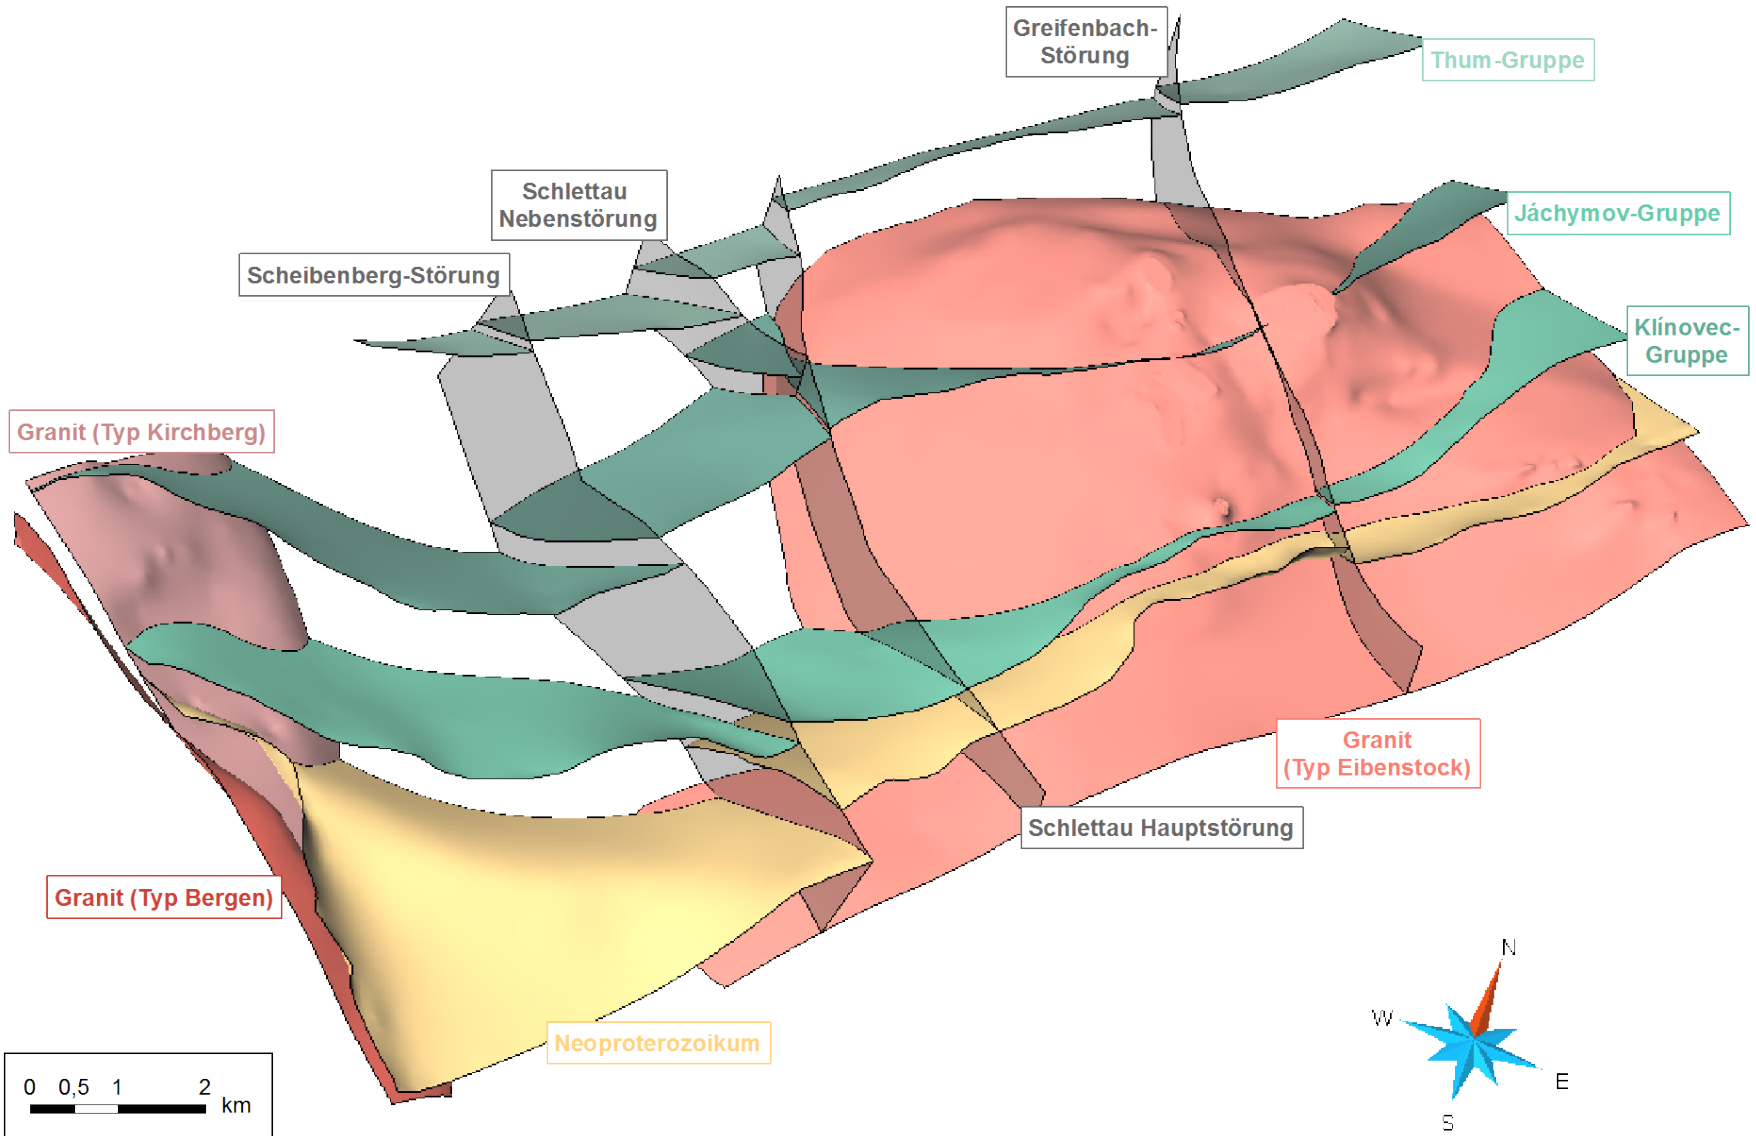 Greifenbach-
Störung
Thum-Gruppe
Schlettau
Nebenstörung
Jáchymov-Gruppe
Scheibenberg-Störung
Klínovec-
Gruppe
Granit (Typ Kirchberg)
Granit
(Typ Eibenstock)
Schlettau Hauptstörung
Granit (Typ Bergen)
Neoproterozoikum
N
W
E
S
0 0,5 1 2
km